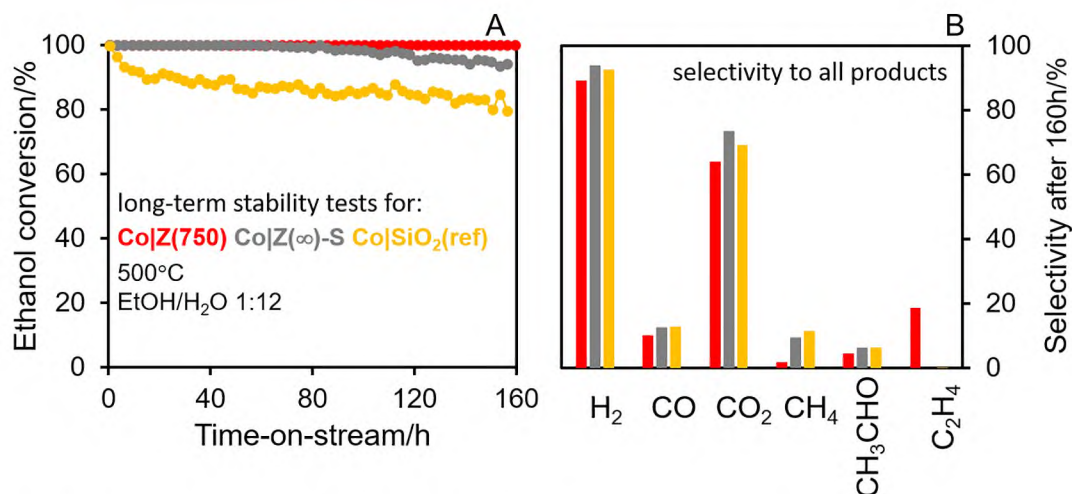 A
Ethanol conversion/%
100
80
60
40
20
0
long-term stability tests for:
Co|Z(750) Co|Z(∞)-S Co|SiO₂(ref)
500°C
EtOH/H₂O 1:12
0 40 80 120 160
Time-on-stream/h
B
selectivity to all products
100
80
60
40
20
0
Selectivity after 160h/%
H₂ CO CO₂ CH₄ CH₃CHO C₂H₄